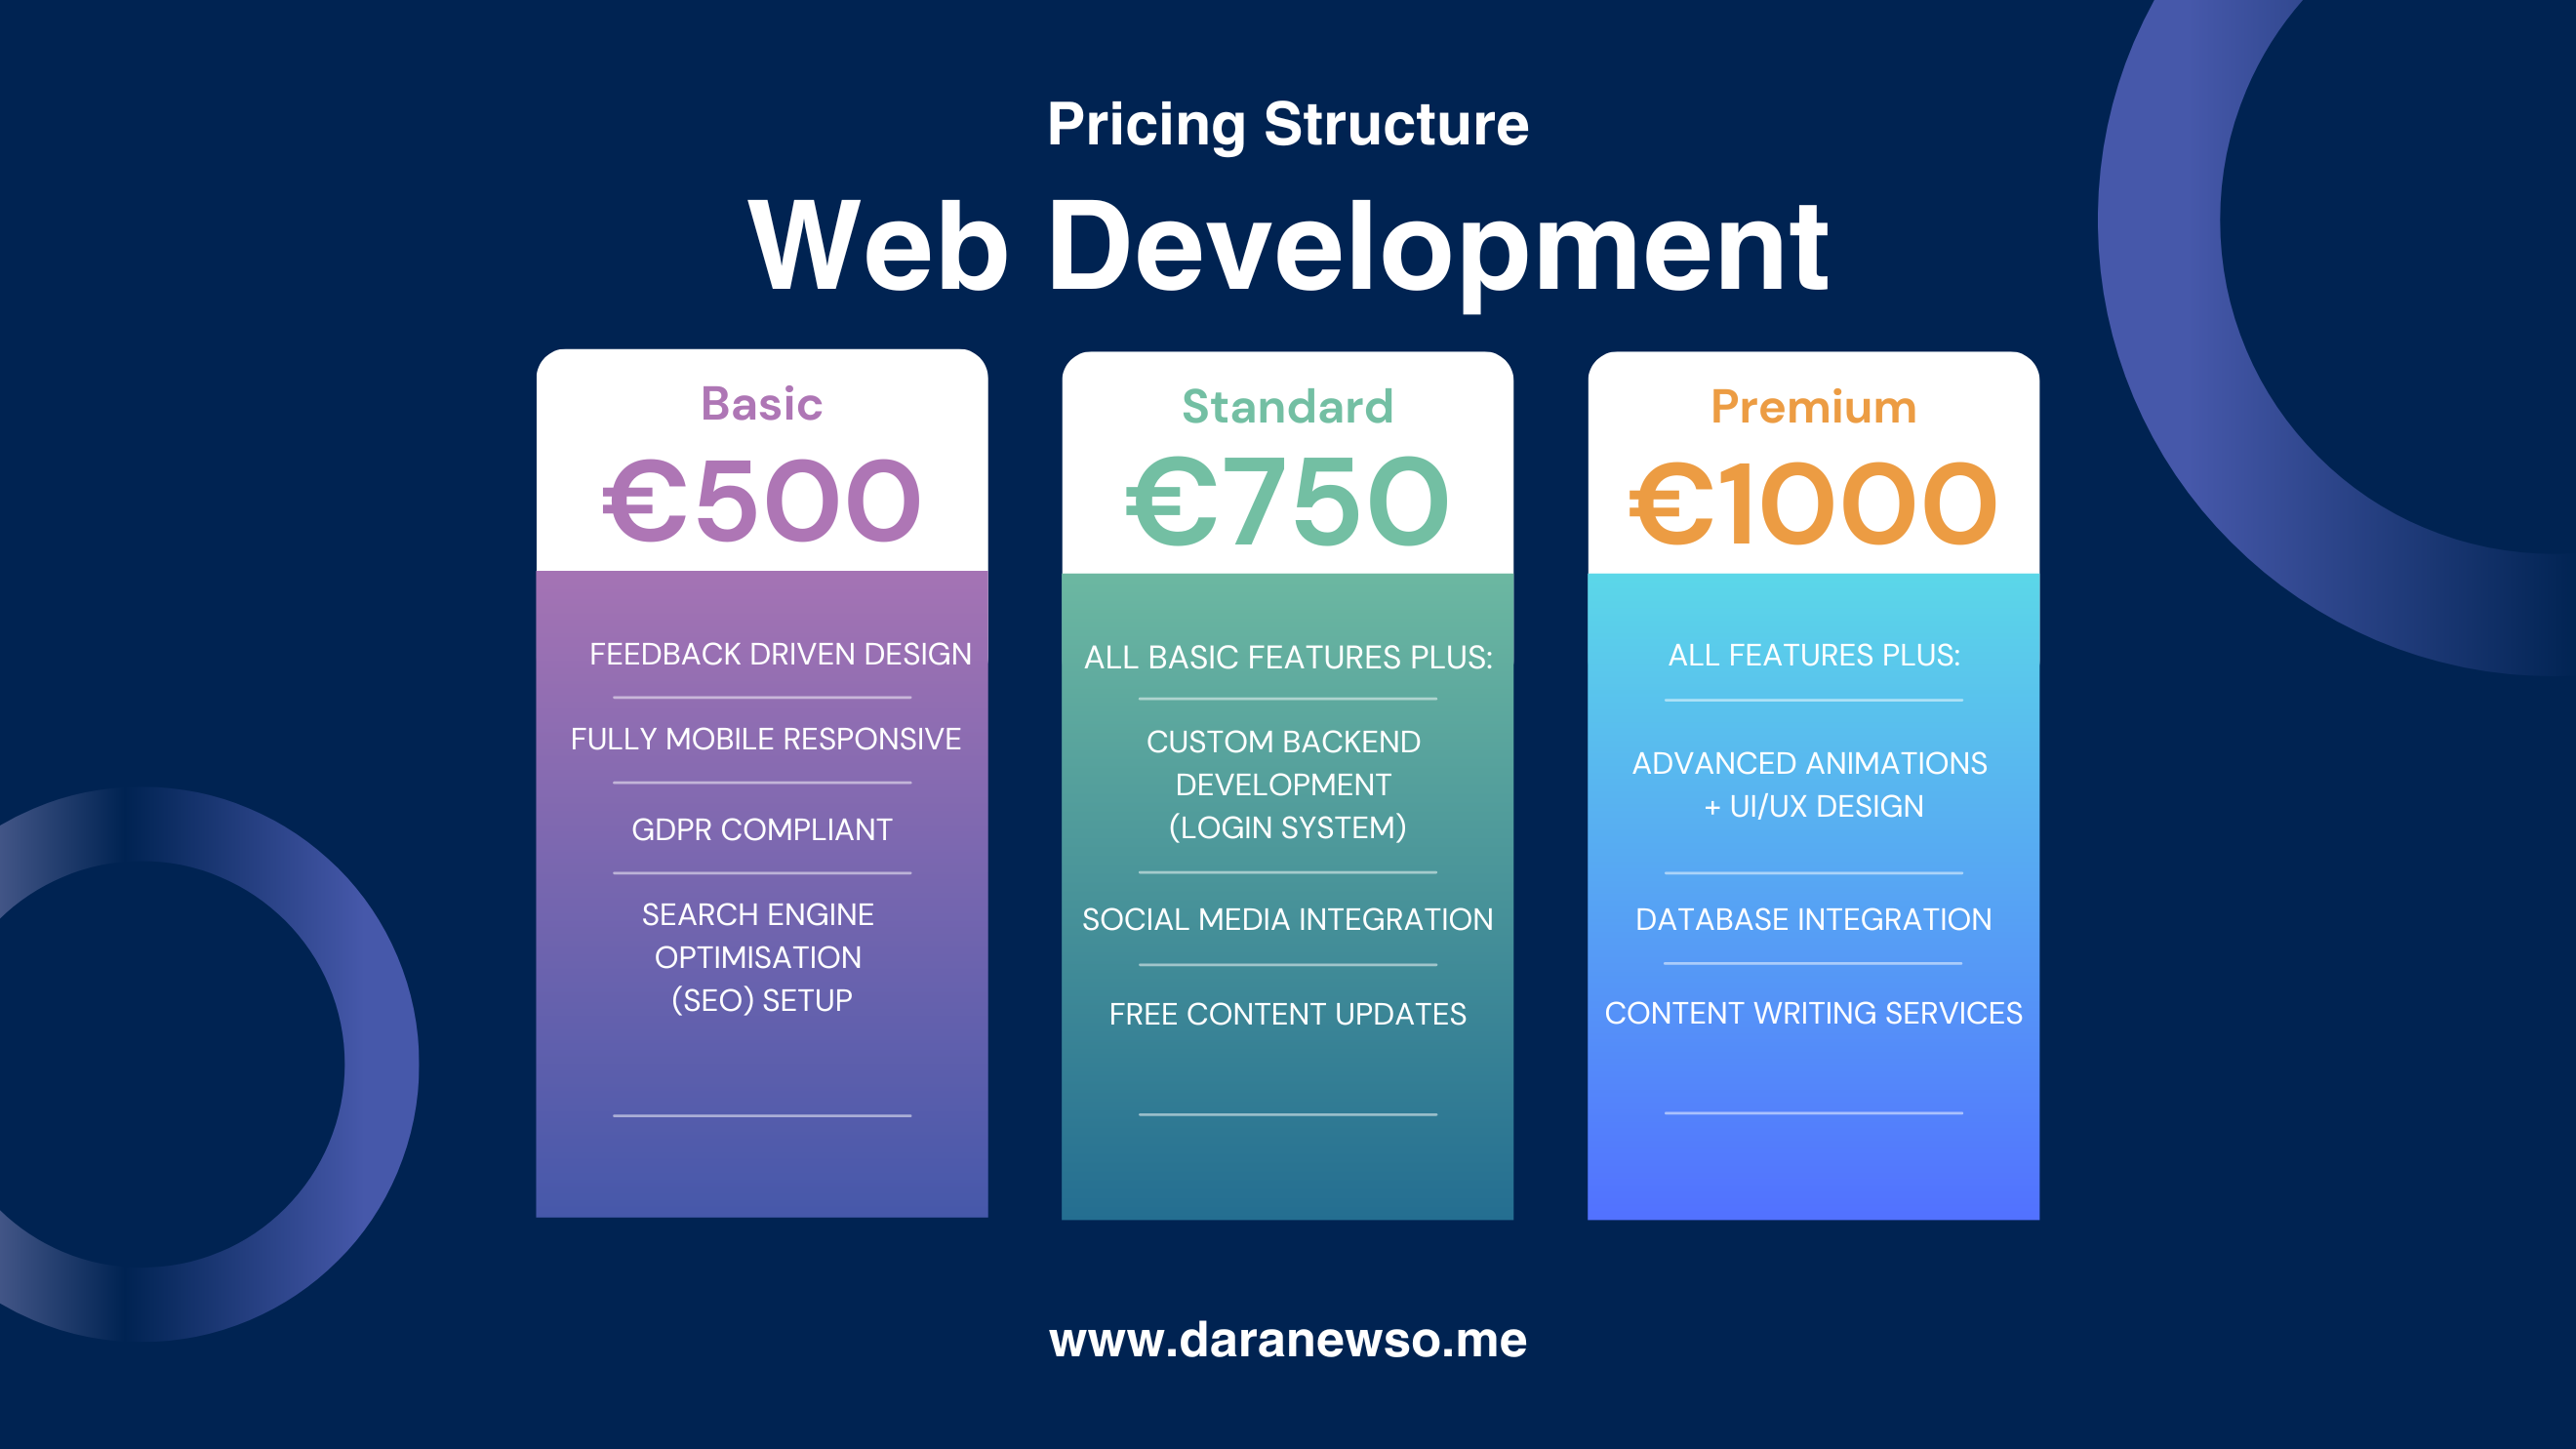 Pricing Structure
Web Development
Basic
€500
FEEDBACK DRIVEN DESIGN
FULLY MOBILE RESPONSIVE
GDPR COMPLIANT
SEARCH ENGINE
OPTIMISATION
(SEO) SETUP
Standard
€750
ALL BASIC FEATURES PLUS:
CUSTOM BACKEND
DEVELOPMENT
(LOGIN SYSTEM)
SOCIAL MEDIA INTEGRATION
FREE CONTENT UPDATES
Premium
€1000
ALL FEATURES PLUS:
ADVANCED ANIMATIONS
+ UI/UX DESIGN
DATABASE INTEGRATION
CONTENT WRITING SERVICES
www.daranewso.me